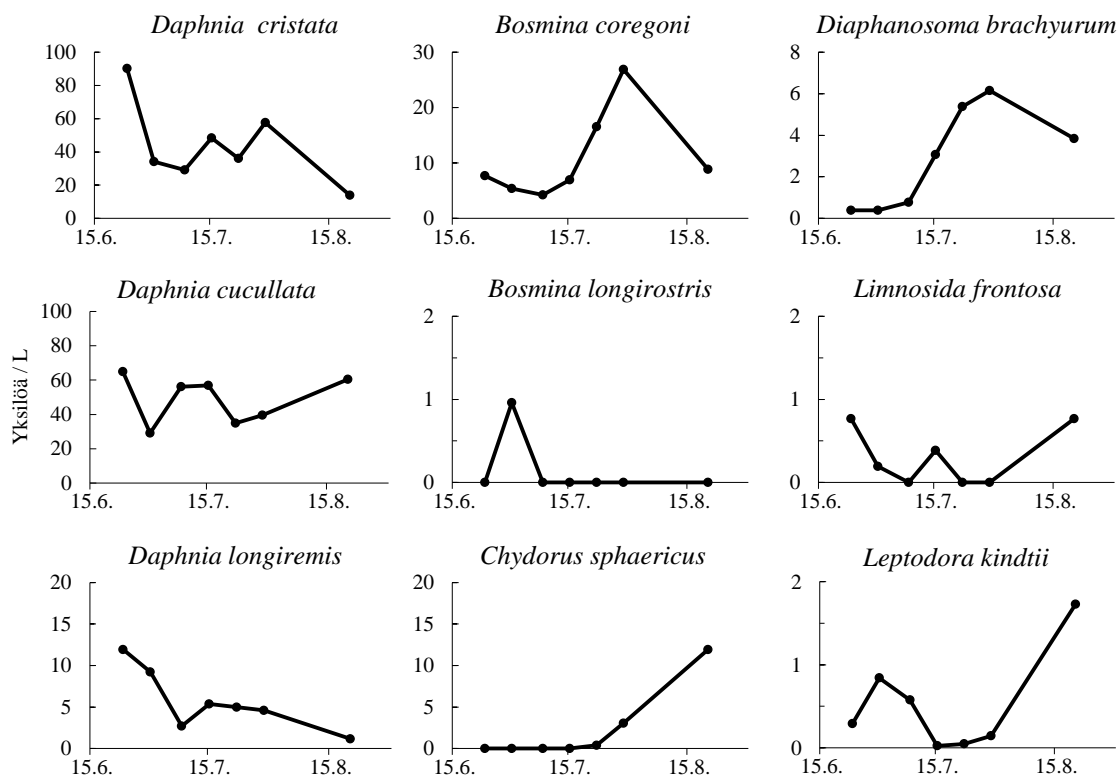 Daphnia cristata
100
80
60
40
20
0
15.6. 15.7. 15.8.
Bosmina coregoni
30
20
10
0
15.6. 15.7. 15.8.
Diaphanosoma brachyurum
8
6
4
2
0
15.6. 15.7. 15.8.
Yksilöä / L
Daphnia cucullata
100
80
60
40
20
0
15.6. 15.7. 15.8.
Bosmina longirostris
2
1
0
15.6. 15.7. 15.8.
Limnosida frontosa
2
1
0
15.6. 15.7. 15.8.
Daphnia longiremis
20
15
10
5
0
15.6. 15.7. 15.8.
Chydorus sphaericus
20
15
10
5
0
15.6. 15.7. 15.8.
Leptodora kindtii
2
1
0
15.6. 15.7. 15.8.